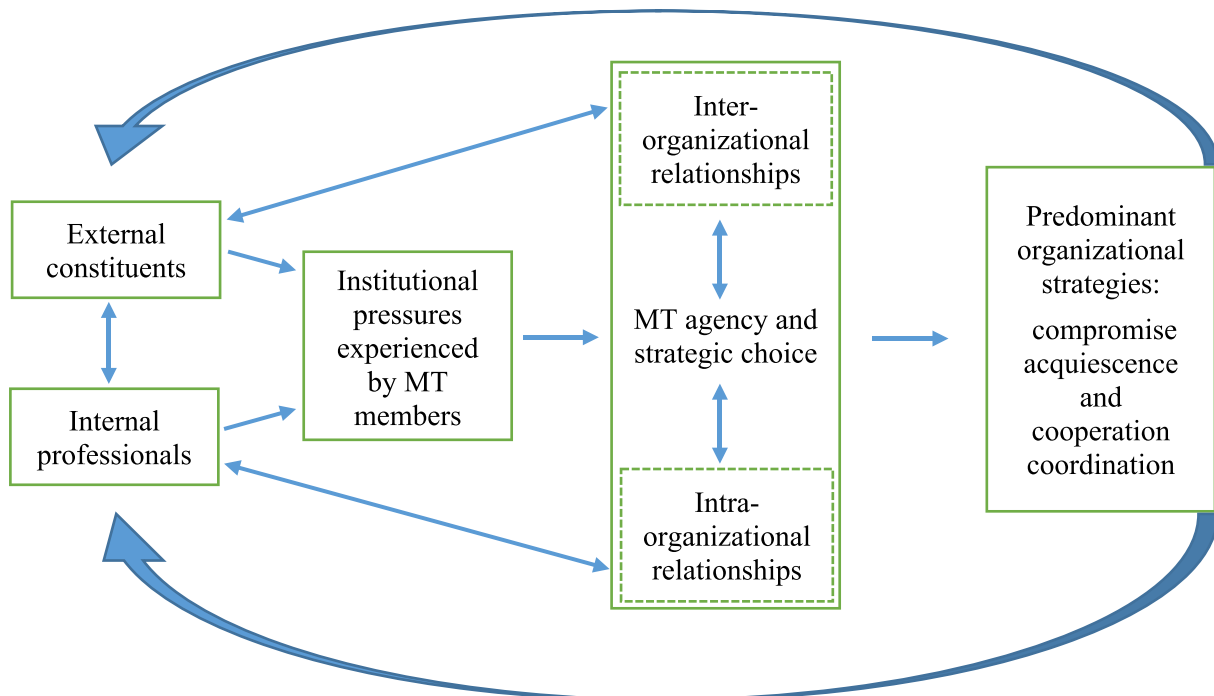 External
constituents
Internal
professionals
Institutional
pressures
experienced
by MT
members
Inter-
organizational
relationships
MT agency and
strategic choice
Intra-
organizational
relationships
Predominant
organizational
strategies:
compromise
acquiescence
and
cooperation
coordination